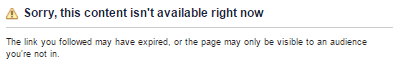 Sorry, this content isn't available right now
The link you followed may have expired, or the page may only be visible to an audience
you're not in.